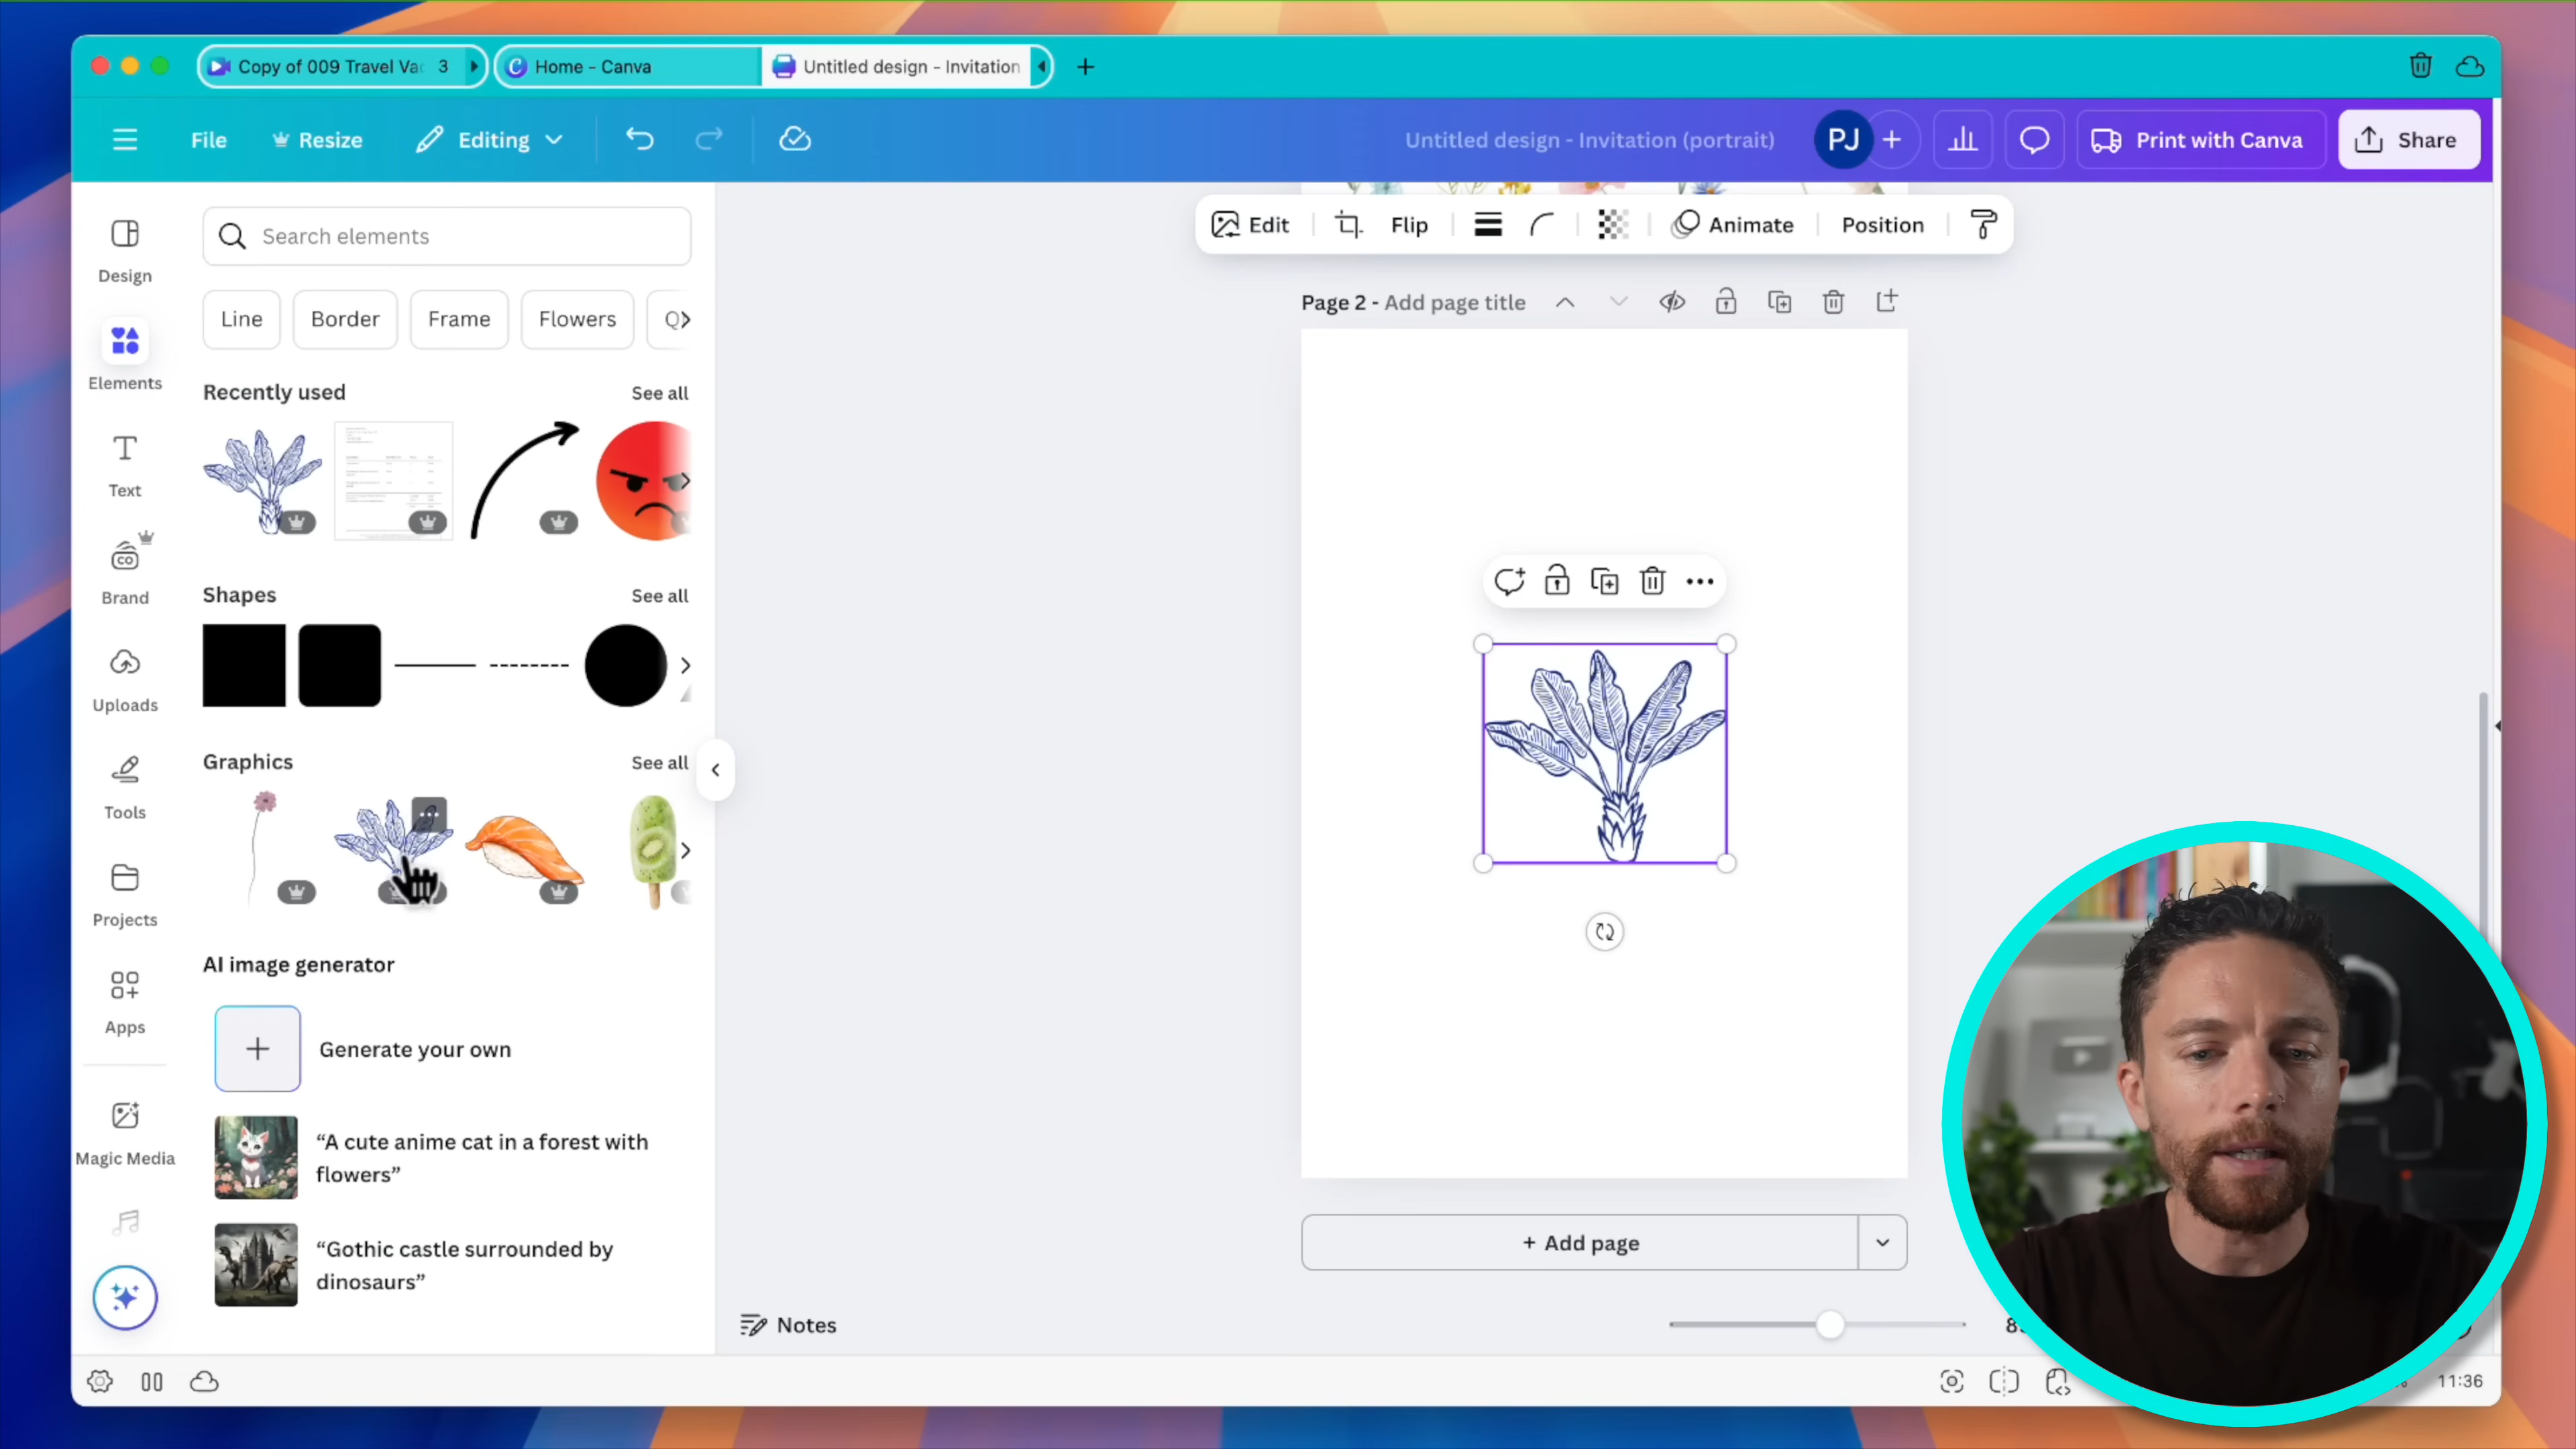 Copy of 009 Travel Va 3
Home - Canva
Untitled design - Invitation
File
Resize
Editing
Untitled design - Invitation (portrait)
PJ
Print with Canva
Share
Design
Elements
Text
Brand
Uploads
Tools
Projects
Apps
Magic Media
Search elements
Line
Border
Frame
Flowers
Q
Recently used
See all
Shapes
See all
Graphics
See all
AI image generator
Generate your own
“A cute anime cat in a forest with
flowers”
“Gothic castle surrounded by
dinosaurs”
Edit
Flip
Animate
Position
Page 2 - Add page title
+ Add page
Notes
11:36